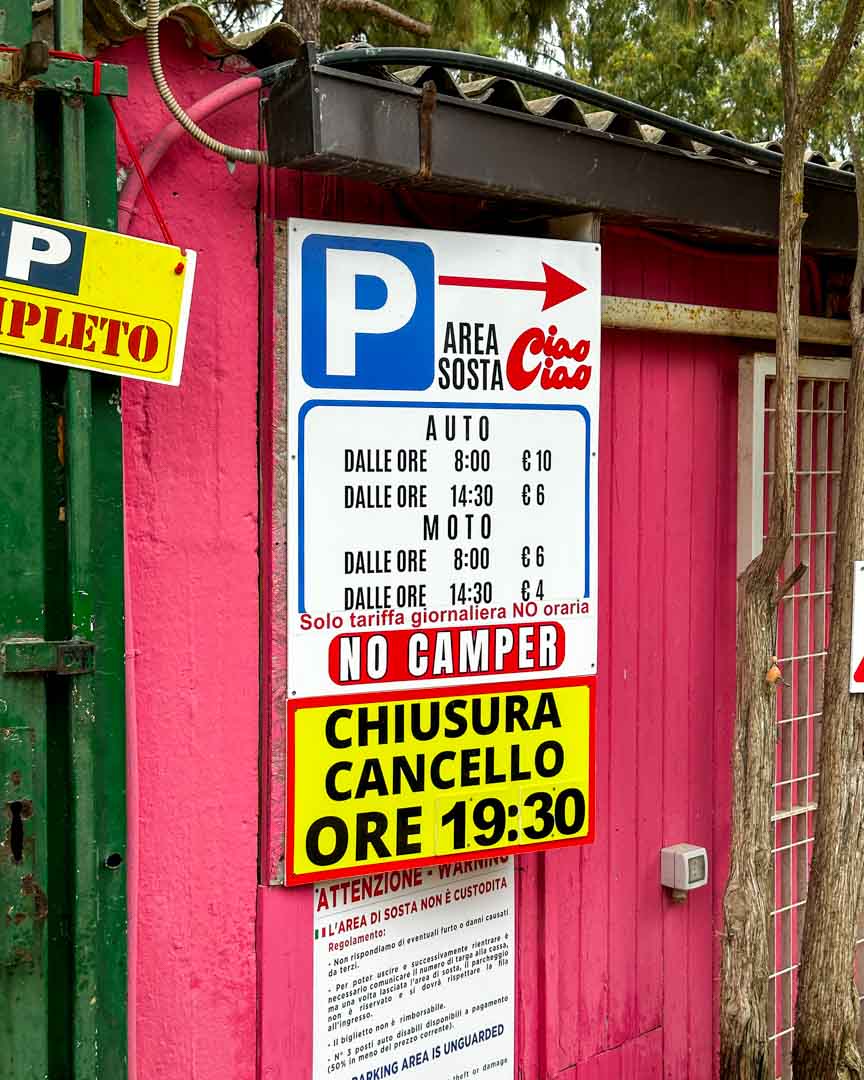 P
MPLETO
P
AREA
SOSTA
Ciao
Ciao
AUTO
DALLE ORE 8:00 € 10
DALLE ORE 14:30 € 6
MOTO
DALLE ORE 8:00 € 6
DALLE ORE 14:30 € 4
Solo tariffa giornaliera NO oraria
NO CAMPER
CHIUSURA
CANCELLO
ORE 19:30
ATTENZIONE - WARNING
L'AREA DI SOSTA NON È CUSTODITA
Regolamento:
- Non rispondiamo di eventuali furto o danni causati
da terzi.
- Per poter uscire e successivamente rientrare è
necessario comunicare il numero di targa alla cassa,
ma una volta lasciata l'area di sosta, il parcheggio
non è riservato e si dovrà rispettare la fila
all'ingresso.
- Il biglietto non è rimborsabile.
- N° 3 posti auto disabili disponibili a pagamento
(50% in meno del prezzo corrente).
PARKING AREA IS UNGUARDED
theft or damage